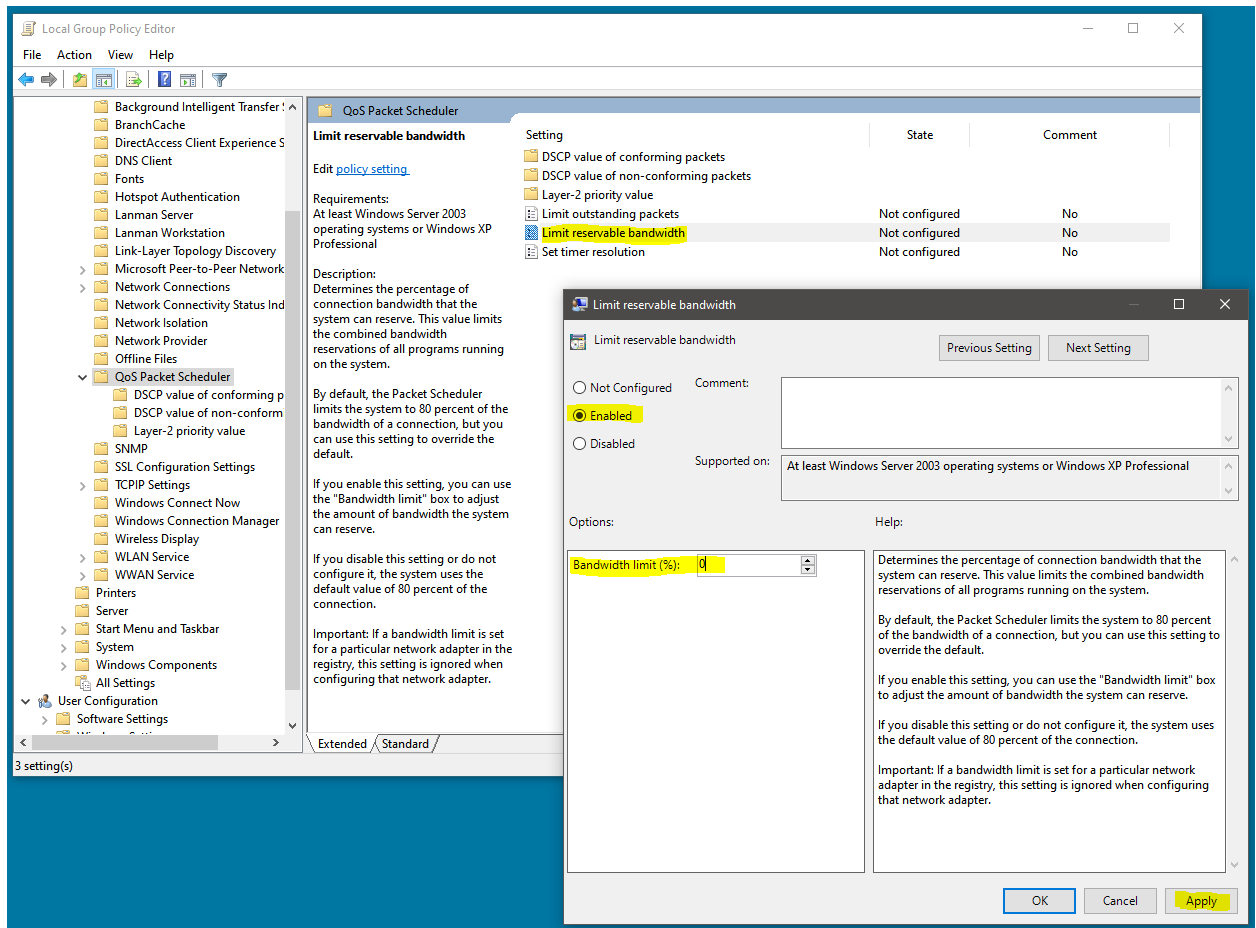 Local Group Policy Editor
File Action View Help
Background Intelligent Transfer
BranchCache
DirectAccess Client Experience S
DNS Client
Fonts
Hotspot Authentication
Lanman Server
Lanman Workstation
Link-Layer Topology Discovery
Microsoft Peer-to-Peer Network
Network Connections
Network Connectivity Status Ind
Network Isolation
Network Provider
Offline Files
QoS Packet Scheduler
DSCP value of conforming p
DSCP value of non-conform
Layer-2 priority value
SNMP
SSL Configuration Settings
TCPIP Settings
Windows Connect Now
Windows Connection Manager
Wireless Display
WLAN Service
WWAN Service
Printers
Server
Start Menu and Taskbar
System
Windows Components
All Settings
User Configuration
Software Settings
3 setting(s)
QoS Packet Scheduler
Limit reservable bandwidth
Edit policy setting
Requirements:
At least Windows Server 2003
operating systems or Windows XP
Professional
Description:
Determines the percentage of
connection bandwidth that the
system can reserve. This value limits
the combined bandwidth
reservations of all programs running
on the system.
By default, the Packet Scheduler
limits the system to 80 percent of the
bandwidth of a connection, but you
can use this setting to override the
default.
If you enable this setting, you can use
the "Bandwidth limit" box to adjust
the amount of bandwidth the system
can reserve.
If you disable this setting or do not
configure it, the system uses the
default value of 80 percent of the
connection.
Important: If a bandwidth limit is set
for a particular network adapter in the
registry, this setting is ignored when
configuring that network adapter.
Extended Standard
Setting State Comment
DSCP value of conforming packets
DSCP value of non-conforming packets
Layer-2 priority value
Limit outstanding packets Not configured No
Limit reservable bandwidth Not configured No
Set timer resolution Not configured No
Limit reservable bandwidth
Limit reservable bandwidth
Previous Setting Next Setting
Not Configured
Enabled
Disabled
Comment:
Supported on:
At least Windows Server 2003 operating systems or Windows XP Professional
Options:
Help:
Bandwidth limit (%): 0
Determines the percentage of connection bandwidth that the
system can reserve. This value limits the combined bandwidth
reservations of all programs running on the system.
By default, the Packet Scheduler limits the system to 80 percent
of the bandwidth of a connection, but you can use this setting to
override the default.
If you enable this setting, you can use the "Bandwidth limit" box
to adjust the amount of bandwidth the system can reserve.
If you disable this setting or do not configure it, the system uses
the default value of 80 percent of the connection.
Important: If a bandwidth limit is set for a particular network
adapter in the registry, this setting is ignored when configuring
that network adapter.
OK Cancel Apply